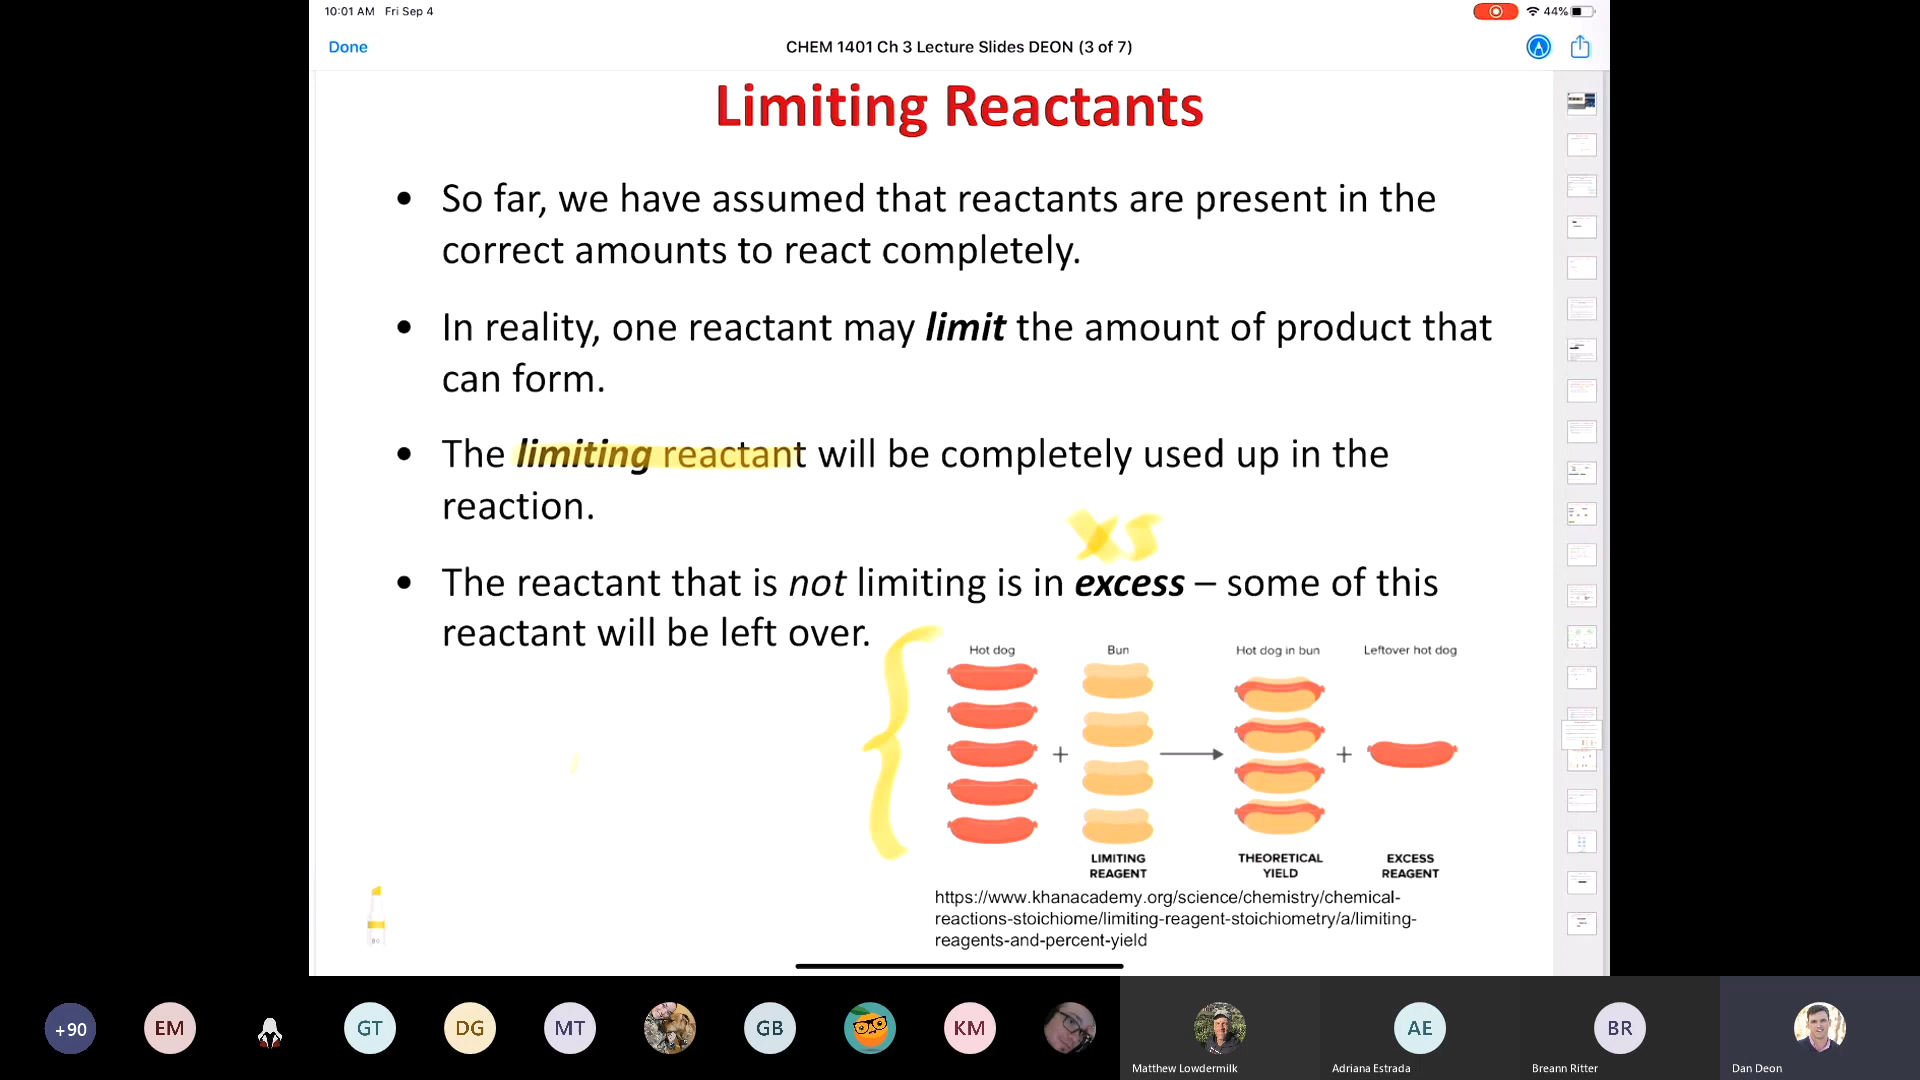 10:01 AM Fri Sep 4
44%
Done
CHEM 1401 Ch 3 Lecture Slides DEON (3 of 7)
Limiting Reactants
• So far, we have assumed that reactants are present in the
correct amounts to react completely.
• In reality, one reactant may limit the amount of product that
can form.
• The limiting reactant will be completely used up in the
reaction.
xs
• The reactant that is not limiting is in excess – some of this
reactant will be left over.
Hot dog Bun Hot dog in bun Leftover hot dog
+ +
LIMITING REAGENT
THEORETICAL YIELD
EXCESS REAGENT
https://www.khanacademy.org/science/chemistry/chemical-
reactions-stoichiome/limiting-reagent-stoichiometry/a/limiting-
reagents-and-percent-yield
+90 EM GT DG MT GB KM AE BR
Matthew Lowdermilk Adriana Estrada Breann Ritter Dan Deon